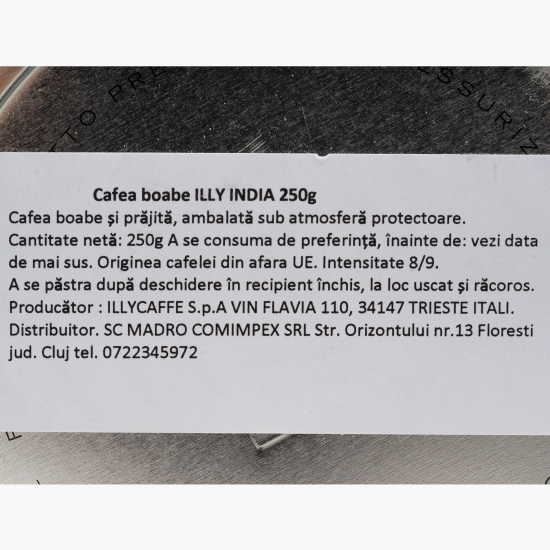 TTO PRE
SSURIZ
Cafea boabe ILLY INDIA 250g
Cafea boabe și prăjită, ambalată sub atmosferă protectoare.
Cantitate netă: 250g A se consuma de preferință, înainte de: vezi data
de mai sus. Originea cafelei din afara UE. Intensitate 8/9.
A se păstra după deschidere în recipient închis, la loc uscat și răcoros.
Producător : ILLYCAFFE S.p.A VIN FLAVIA 110, 34147 TRIESTE ITALI.
Distribuitor. SC MADRO COMIMPEX SRL Str. Orizontului nr.13 Floresti
jud. Cluj tel. 0722345972